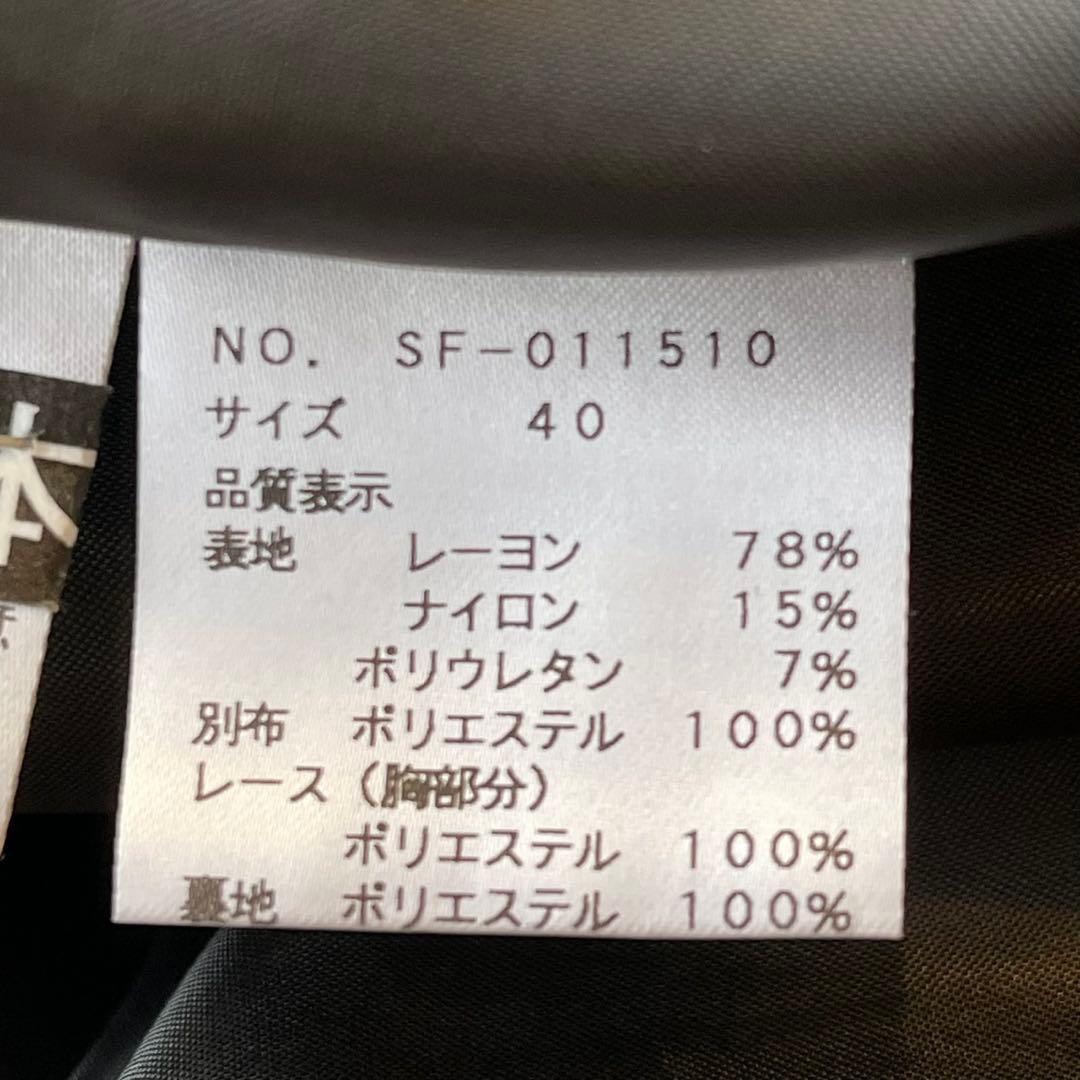 NO. SF-011510
サイズ 40
品質表示
表地 レーヨン 78%
ナイロン 15%
ポリウレタン 7%
別布 ポリエステル 100%
レース(胸部分)
ポリエステル 100%
裏地 ポリエステル 100%